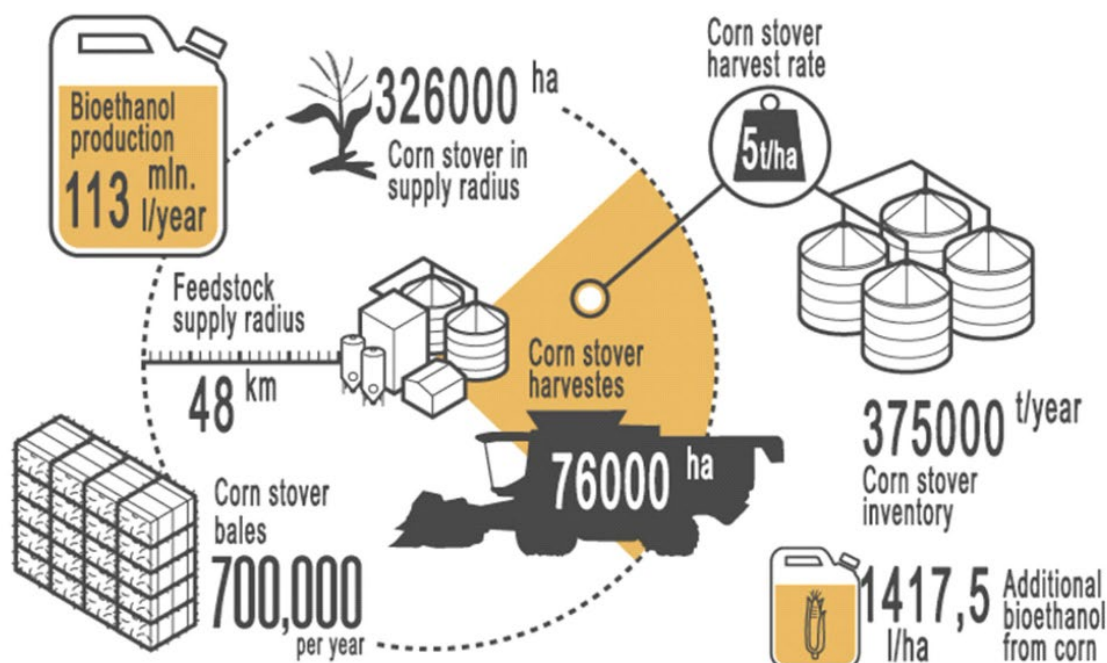 Bioethanol
production
113 mln.
l/year
326000 ha
Corn stover in
supply radius
Corn stover
harvest rate
5t/ha
Feedstock
supply radius
48 km
Corn stover
harvestes
76000 ha
375000 t/year
Corn stover
inventory
Corn stover
bales
700,000
per year
1417,5
l/ha
Additional
bioethanol
from corn